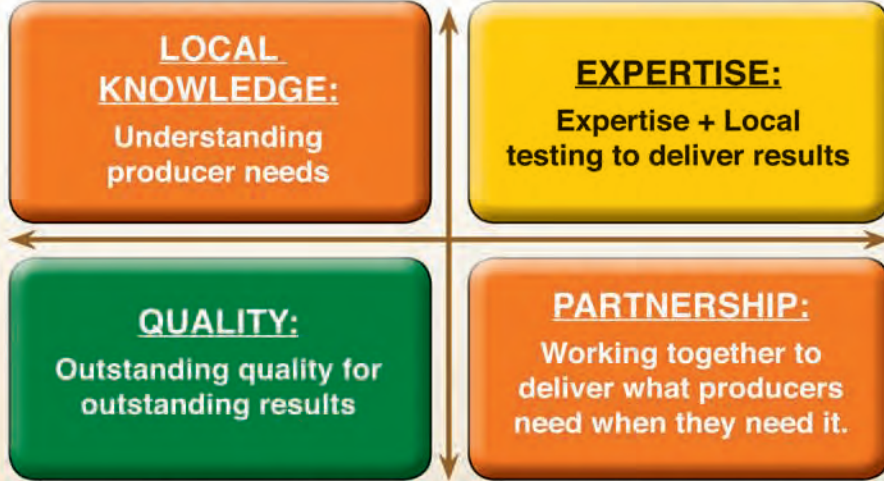 LOCAL
KNOWLEDGE:
Understanding
producer needs
EXPERTISE:
Expertise + Local
testing to deliver results
QUALITY:
Outstanding quality for
outstanding results
PARTNERSHIP:
Working together to
deliver what producers
need when they need it.